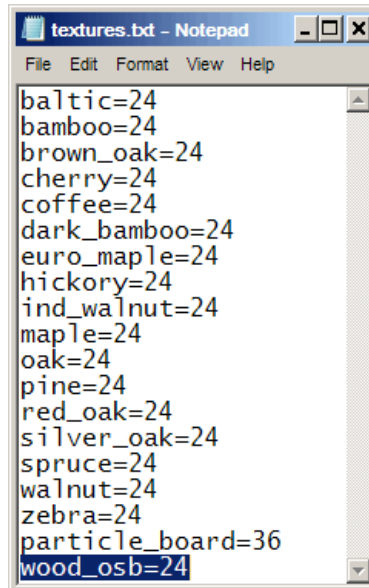 textures.txt - Notepad
File Edit Format View Help
baltic=24
bamboo=24
brown_oak=24
cherry=24
coffee=24
dark_bamboo=24
euro_maple=24
hickory=24
ind_walnut=24
maple=24
oak=24
pine=24
red_oak=24
silver_oak=24
spruce=24
walnut=24
zebra=24
particle_board=36
wood_osb=24